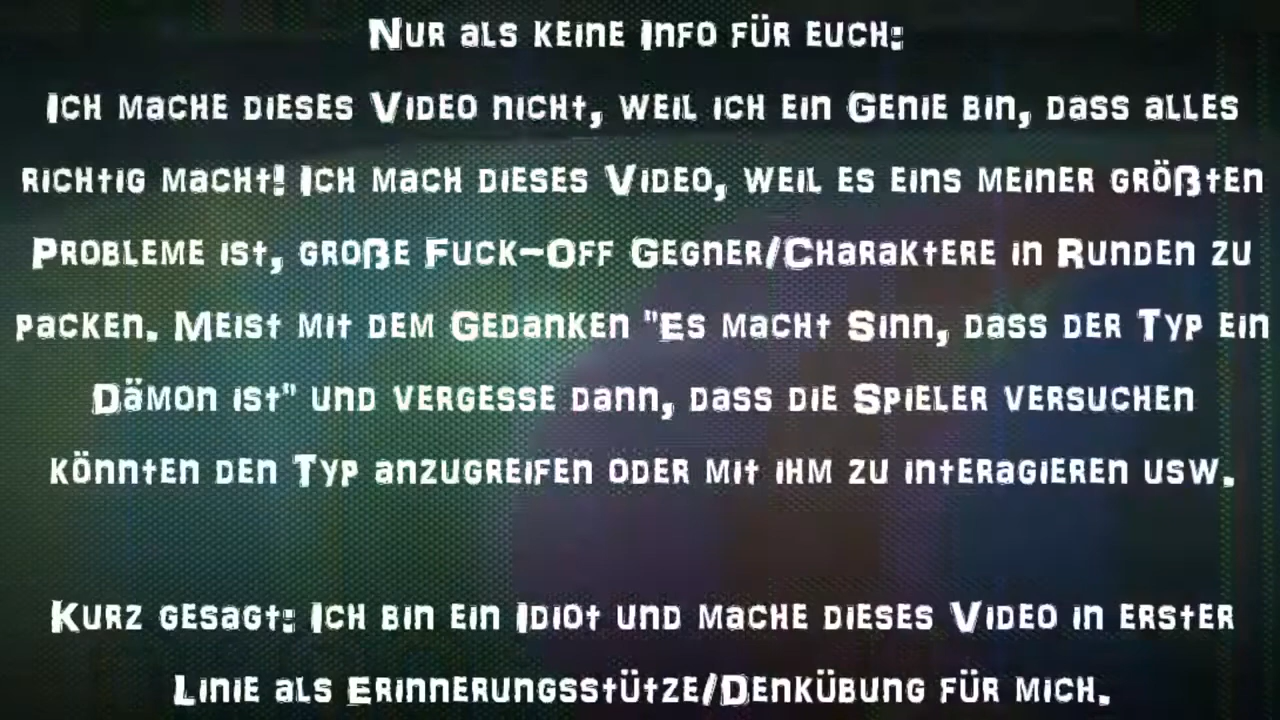 Nur als keine Info für euch:
Ich mache dieses Video nicht, weil ich ein Genie bin, dass alles
richtig macht! Ich mach dieses Video, weil es eins meiner größten
Probleme ist, große Fuck-Off Gegner/Charaktere in Runden zu
packen. Meist mit dem Gedanken "Es macht Sinn, dass der Typ ein
Dämon ist" und vergesse dann, dass die Spieler versuchen
könnten den Typ anzugreifen oder mit ihm zu interagieren usw.
Kurz gesagt: Ich bin ein Idiot und mache dieses Video in erster
Linie als Erinnerungsstütze/Denkübung für mich.